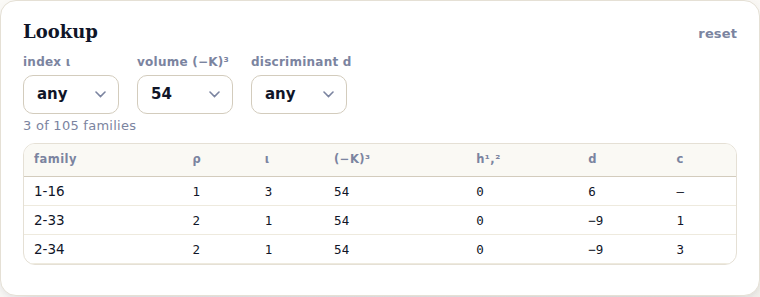 Lookup
reset
index ι volume (−K)³ discriminant d
any 54 any
3 of 105 families
family ρ ι (−K)³ h¹,² d c
1-16 1 3 54 0 6 –
2-33 2 1 54 0 −9 1
2-34 2 1 54 0 −9 3